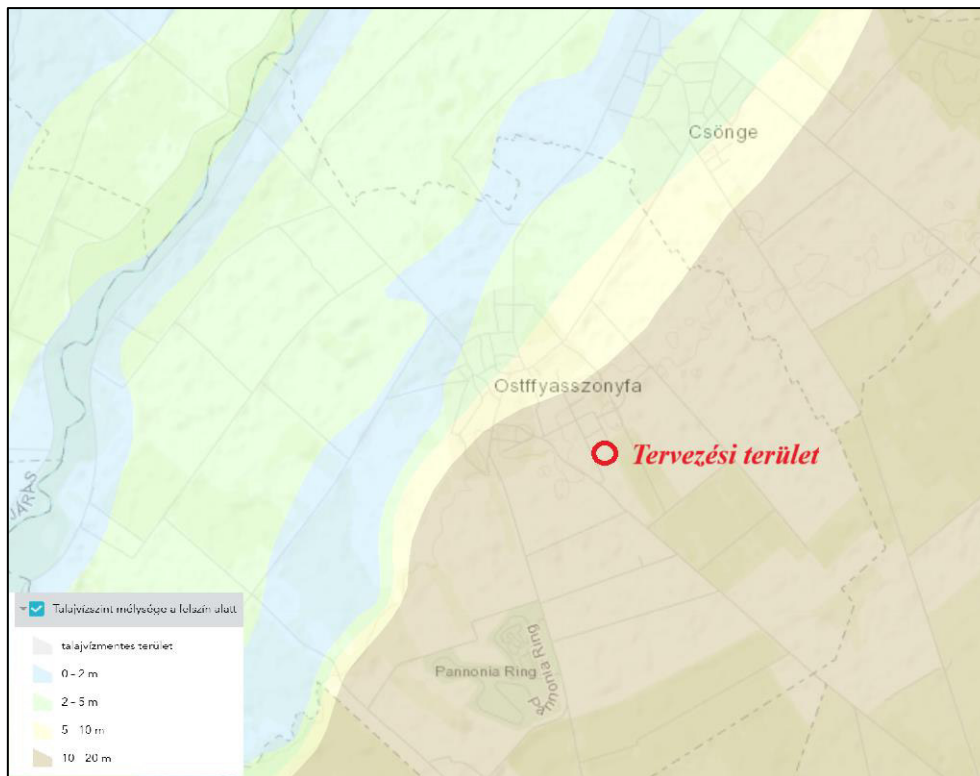 Csönge
Ostffyasszonyfa
Tervezési terület
JÁRÁS
Talajvízszint mélysége a felszín alatt
talajvízmentes terület
0 - 2 m
2 - 5 m
5 - 10 m
10 - 20 m
Pannonia Ring
Pannonia Ring